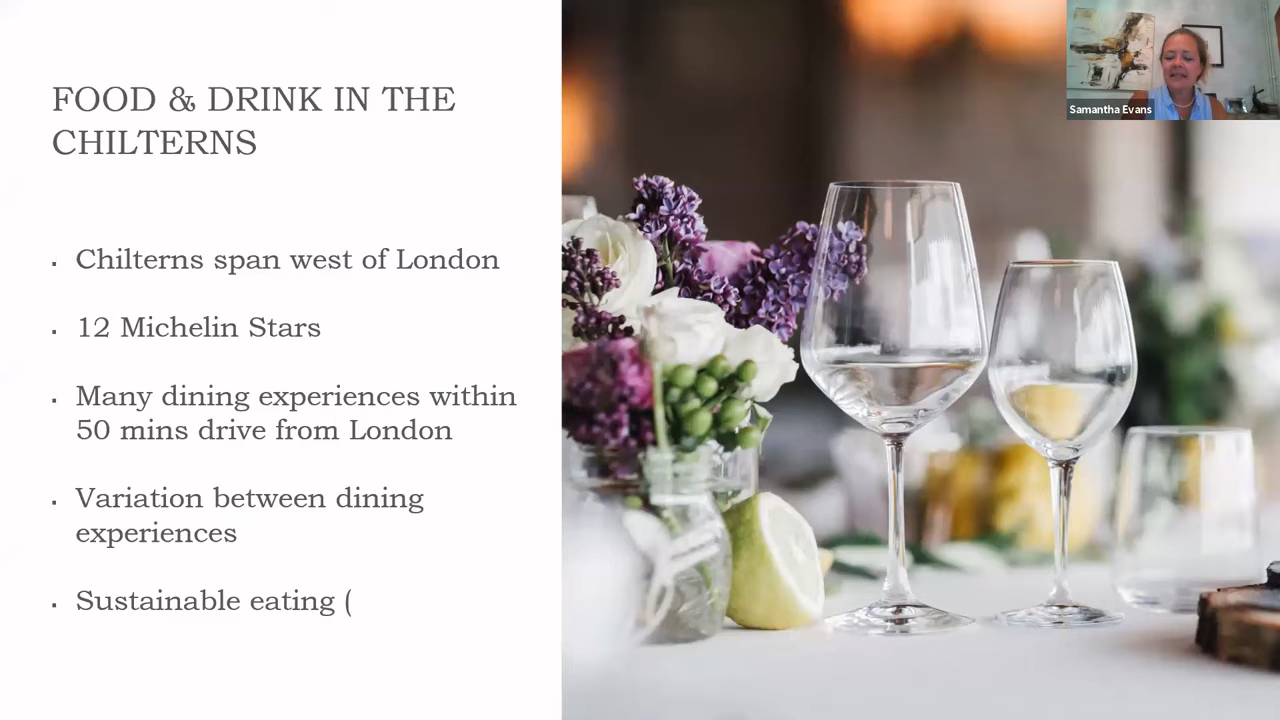 FOOD & DRINK IN THE
CHILTERNS
Chilterns span west of London
12 Michelin Stars
Many dining experiences within
50 mins drive from London
Variation between dining
experiences
Sustainable eating (
Samantha Evans